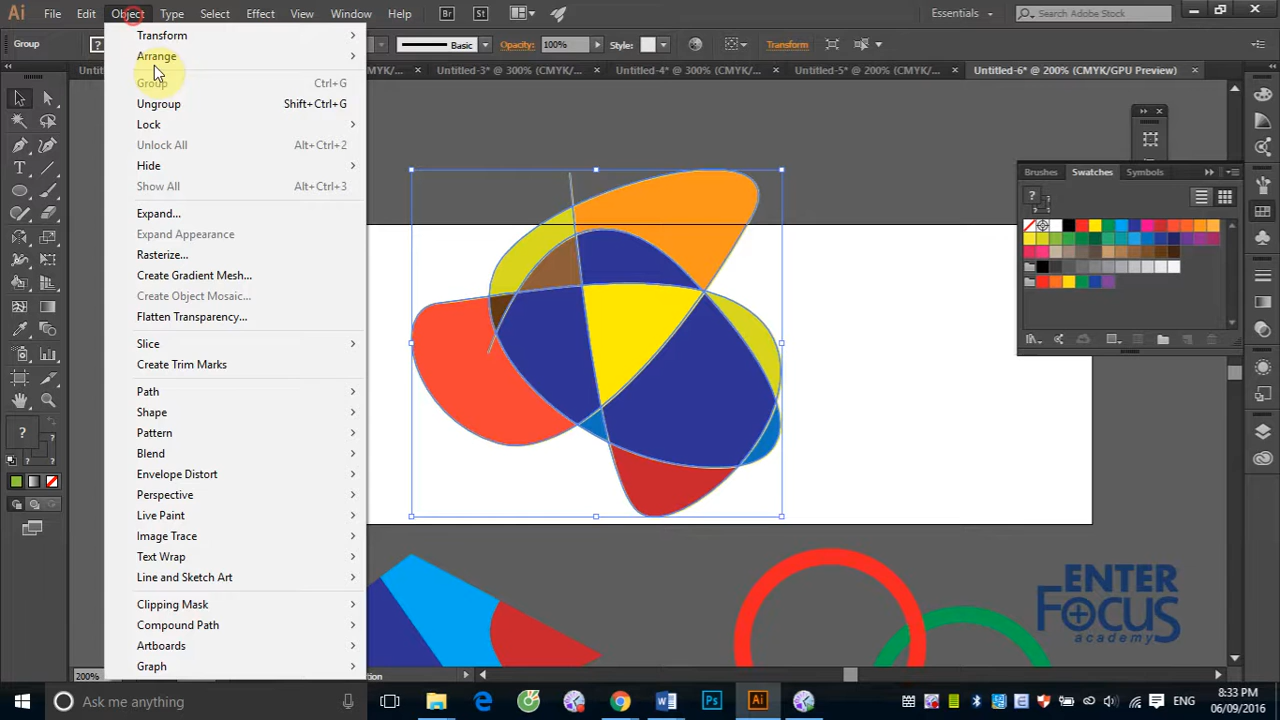 Ai File Edit Object Type Select Effect View Window Help Br St Essentials Search Adobe Stock
Group ? Basic Opacity: 100% Style: Transform
Untitled-3* @ 300% (CMYK/... × Untitled-4* @ 300% (CMYK/... × Untitled-5* @ 200% (CMYK/... × Untitled-6* @ 200% (CMYK/GPU Preview) ×
Transform
Arrange
Group Ctrl+G
Ungroup Shift+Ctrl+G
Lock
Unlock All Alt+Ctrl+2
Hide
Show All Alt+Ctrl+3
Expand...
Expand Appearance
Rasterize...
Create Gradient Mesh...
Create Object Mosaic...
Flatten Transparency...
Slice
Create Trim Marks
Path
Shape
Pattern
Blend
Envelope Distort
Perspective
Live Paint
Image Trace
Text Wrap
Line and Sketch Art
Clipping Mask
Compound Path
Artboards
Graph
Brushes Swatches Symbols
?
?
ENTER
FOCUS
academy
200%
Ask me anything
Ps Ai
ENG
8:33 PM
06/09/2016